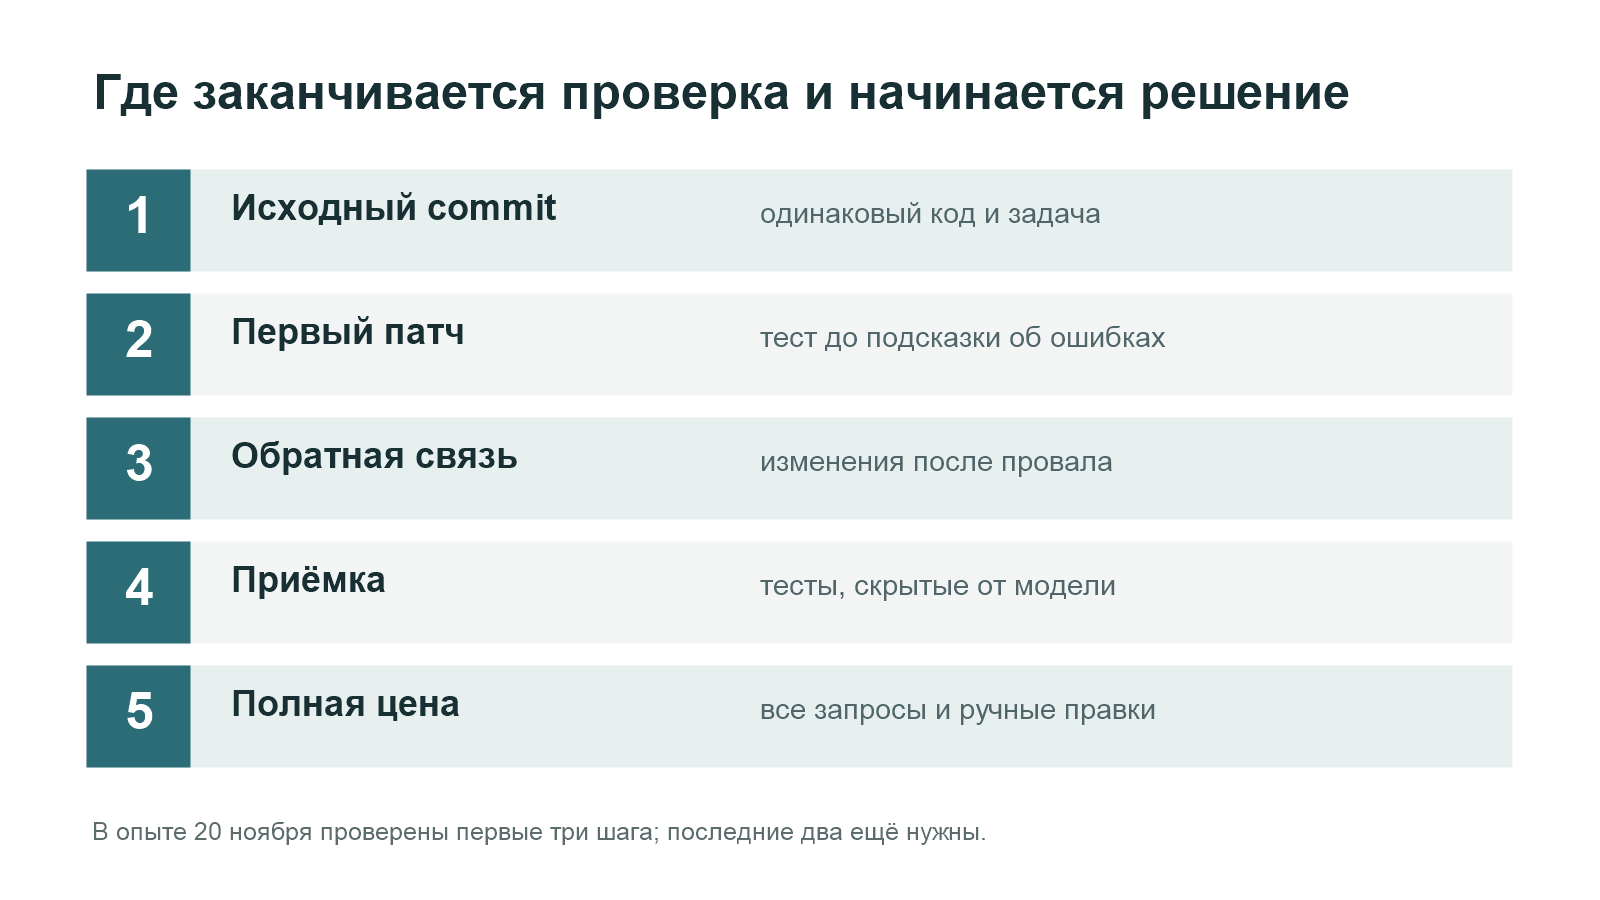 Где заканчивается проверка и начинается решение
1 Исходный commit одинаковый код и задача
2 Первый патч тест до подсказки об ошибках
3 Обратная связь изменения после провала
4 Приёмка тесты, скрытые от модели
5 Полная цена все запросы и ручные правки
В опыте 20 ноября проверены первые три шага; последние два ещё нужны.